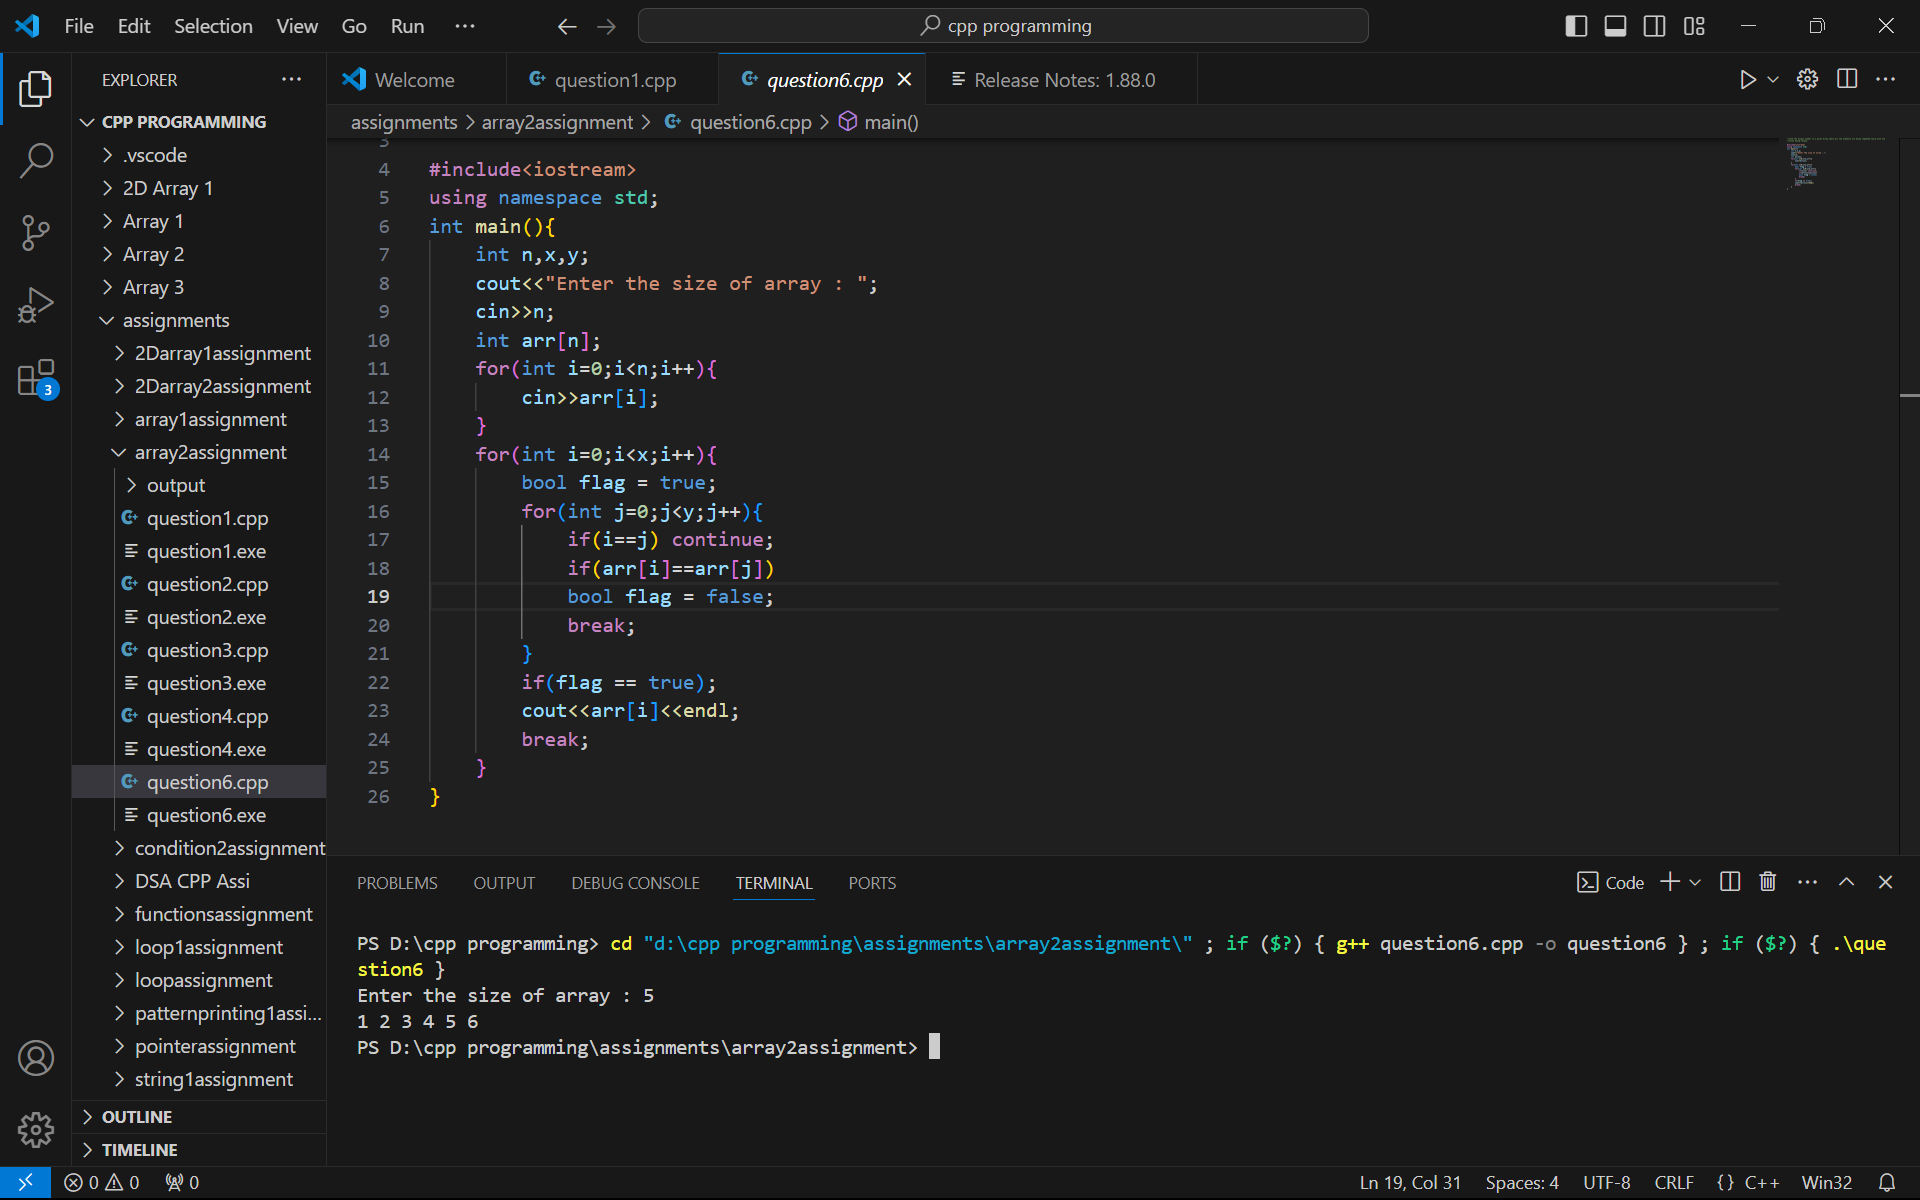 File Edit Selection View Go Run ···
cpp programming
EXPLORER ···
Welcome question1.cpp question6.cpp Release Notes: 1.88.0
assignments > array2assignment > question6.cpp > main()
CPP PROGRAMMING
.vscode
2D Array 1
Array 1
Array 2
Array 3
assignments
2Darray1assignment
2Darray2assignment
array1assignment
array2assignment
output
question1.cpp
question1.exe
question2.cpp
question2.exe
question3.cpp
question3.exe
question4.cpp
question4.exe
question6.cpp
question6.exe
condition2assignment
DSA CPP Assi
functionsassignment
loop1assignment
loopassignment
patternprinting1assi...
pointerassignment
string1assignment
OUTLINE
TIMELINE
3
3
4 #include<iostream>
5 using namespace std;
6 int main(){
7 int n,x,y;
8 cout<<"Enter the size of array : ";
9 cin>>n;
10 int arr[n];
11 for(int i=0;i<n;i++){
12 cin>>arr[i];
13 }
14 for(int i=0;i<x;i++){
15 bool flag = true;
16 for(int j=0;j<y;j++){
17 if(i==j) continue;
18 if(arr[i]==arr[j])
19 bool flag = false;
20 break;
21 }
22 if(flag == true);
23 cout<<arr[i]<<endl;
24 break;
25 }
26 }
PROBLEMS OUTPUT DEBUG CONSOLE TERMINAL PORTS
Code
PS D:\cpp programming> cd "d:\cpp programming\assignments\array2assignment\" ; if ($?) { g++ question6.cpp -o question6 } ; if ($?) { .\que
stion6 }
Enter the size of array : 5
1 2 3 4 5 6
PS D:\cpp programming\assignments\array2assignment>
0 0 0
Ln 19, Col 31 Spaces: 4 UTF-8 CRLF {} C++ Win32